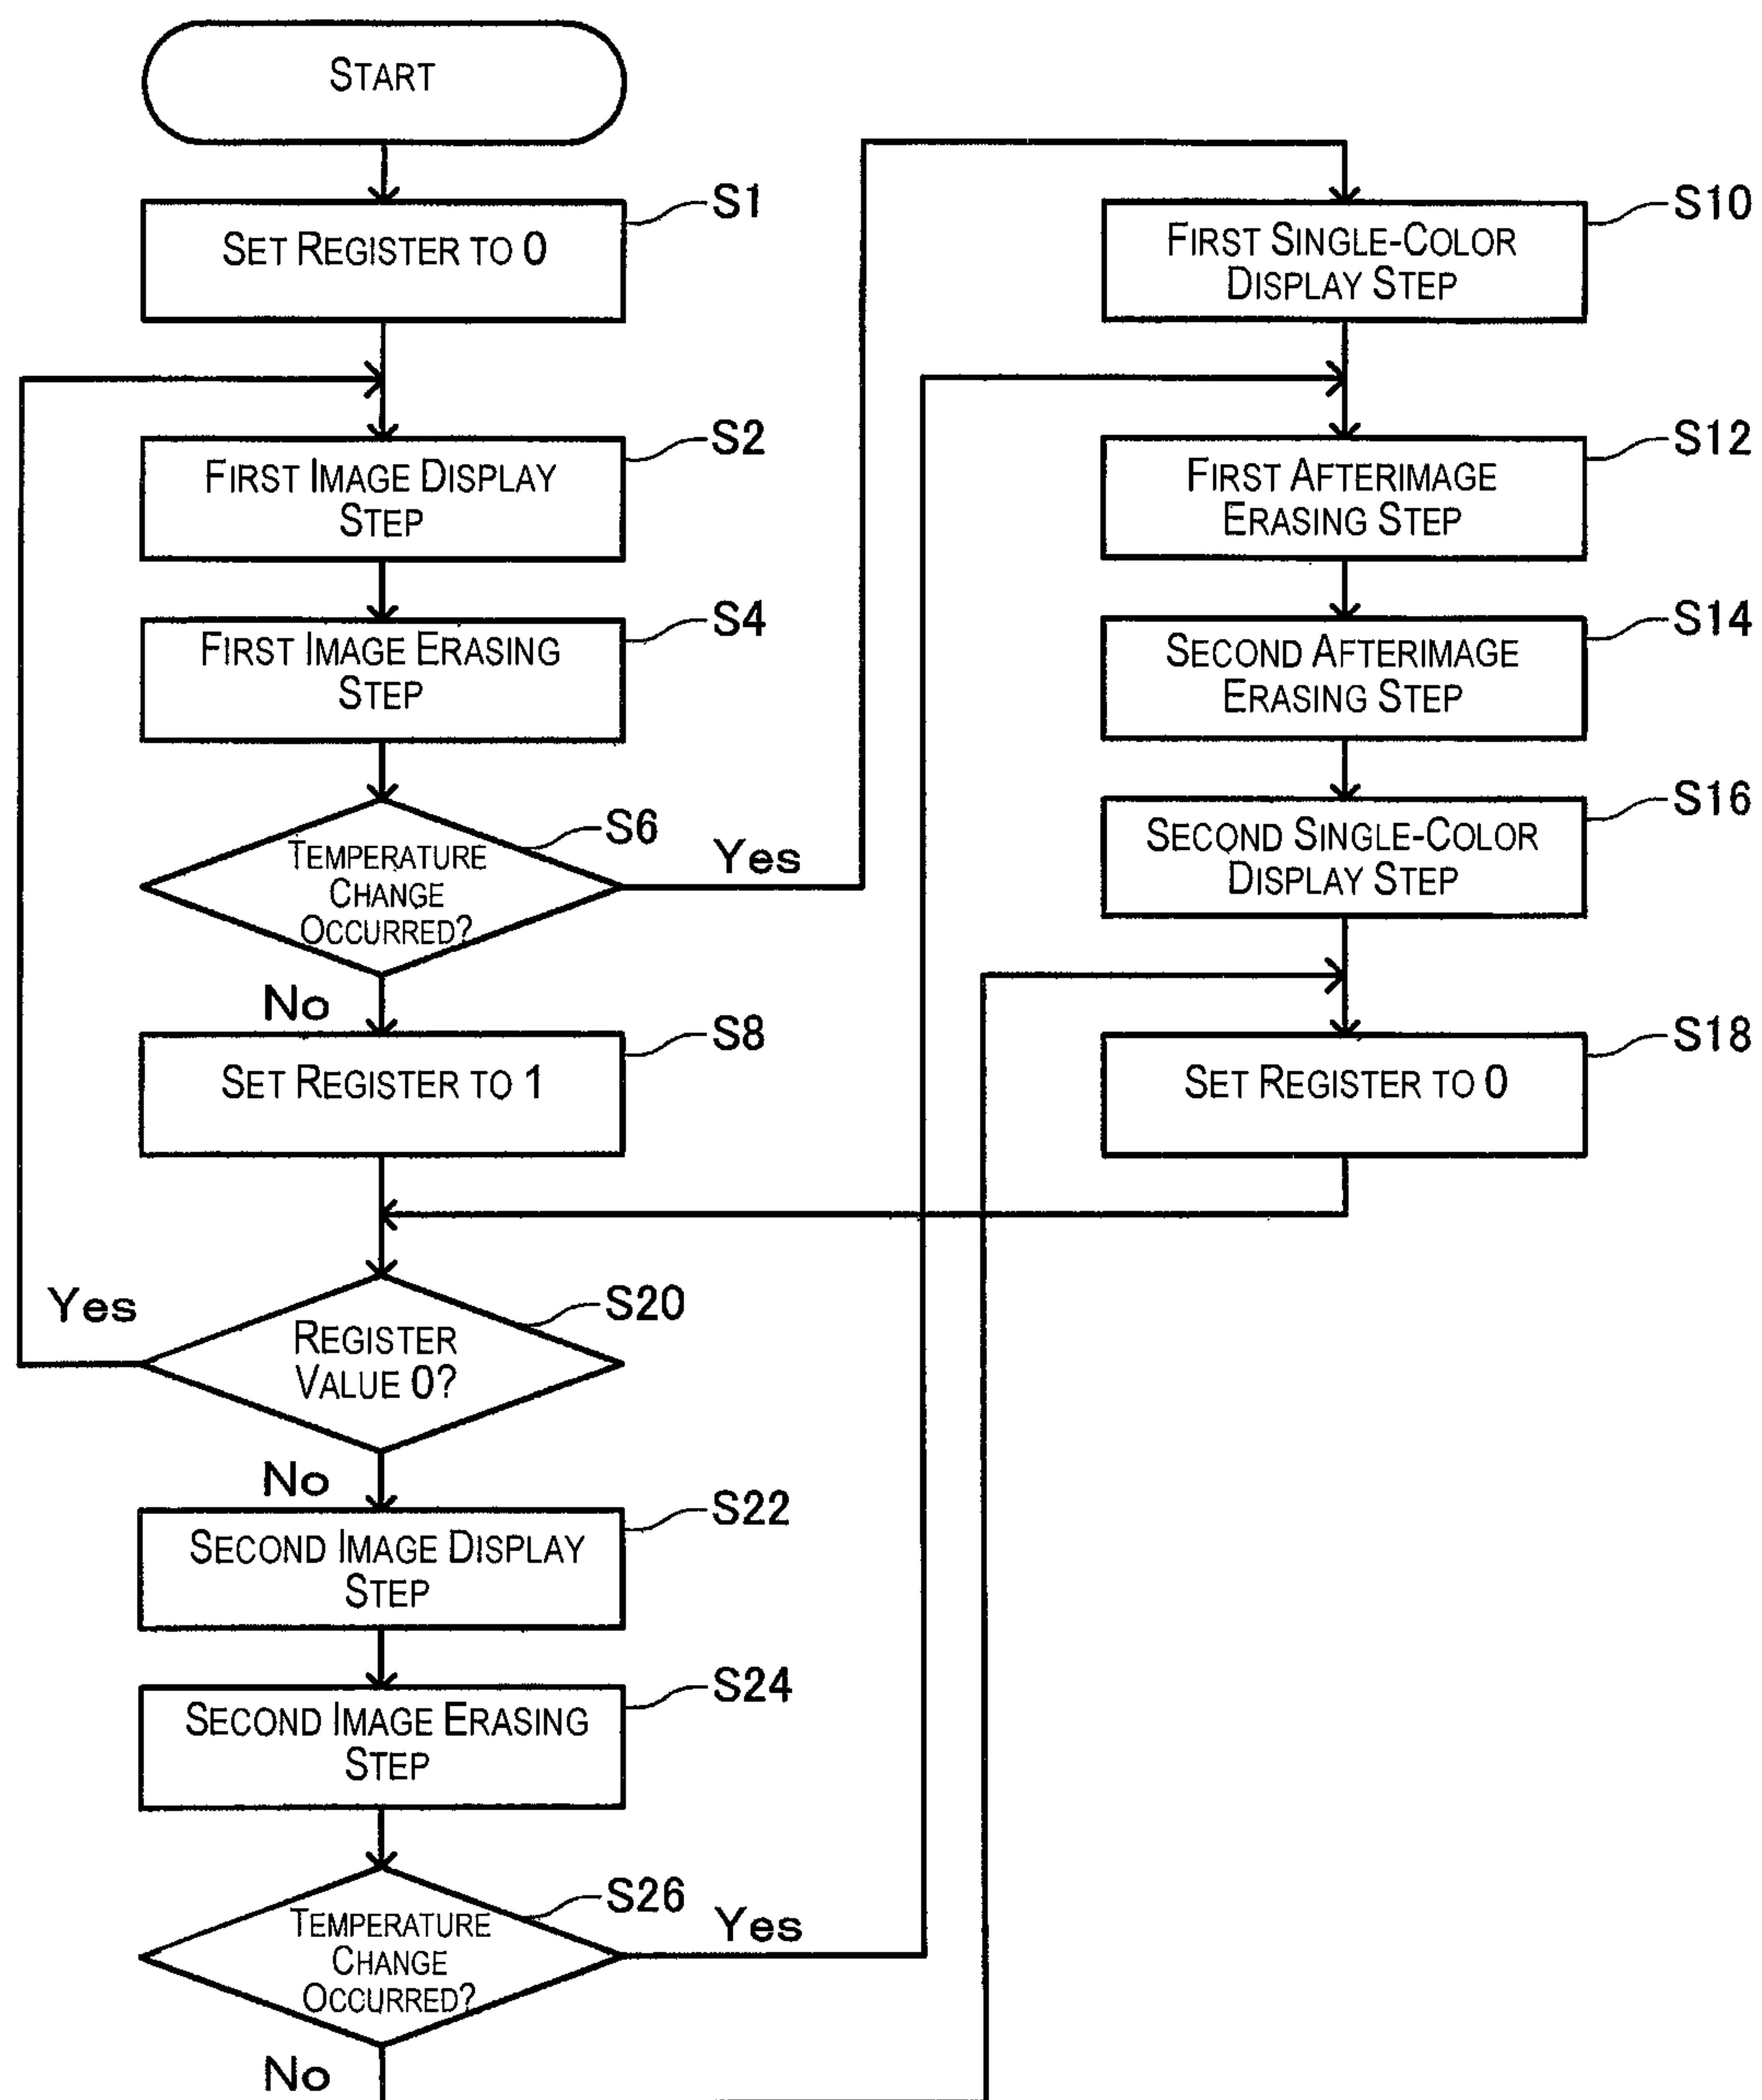 START
S1
SET REGISTER TO 0
S2
FIRST IMAGE DISPLAY
STEP
S4
FIRST IMAGE ERASING
STEP
S6
TEMPERATURE
CHANGE
OCCURRED?
Yes
No
S8
SET REGISTER TO 1
S10
FIRST SINGLE-COLOR
DISPLAY STEP
S12
FIRST AFTERIMAGE
ERASING STEP
S14
SECOND AFTERIMAGE
ERASING STEP
S16
SECOND SINGLE-COLOR
DISPLAY STEP
S18
SET REGISTER TO 0
S20
REGISTER
VALUE 0?
Yes
No
S22
SECOND IMAGE DISPLAY
STEP
S24
SECOND IMAGE ERASING
STEP
S26
TEMPERATURE
CHANGE
OCCURRED?
Yes
No